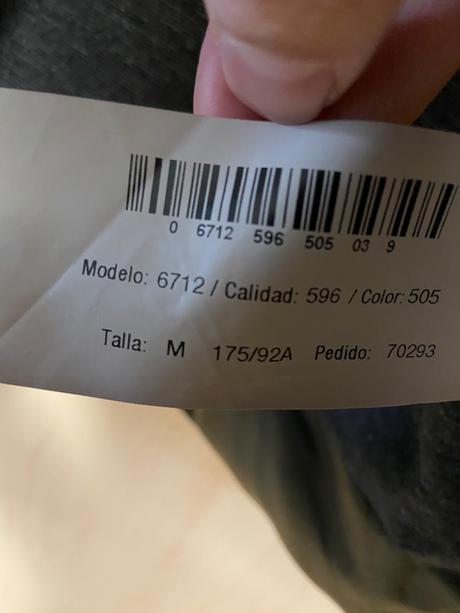 0 6712 596 505 03 9
Modelo: 6712 / Calidad: 596 / Color: 505
Talla: M 175/92A Pedido: 70293